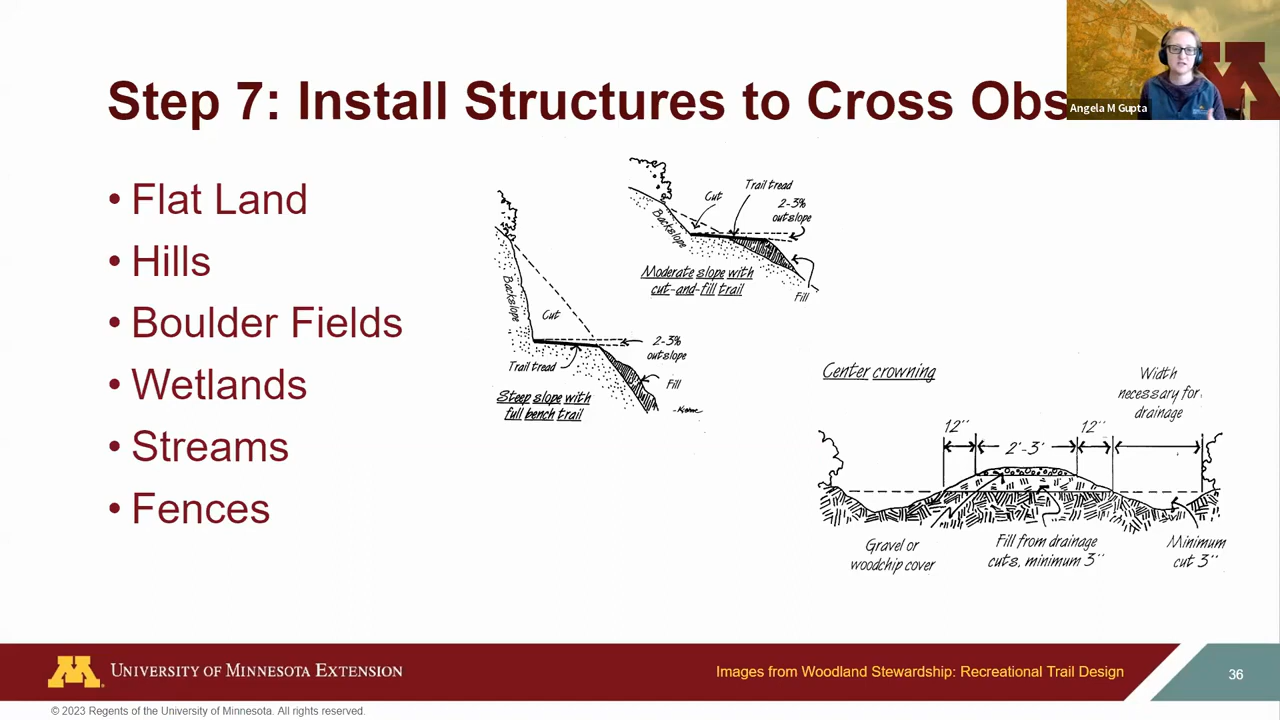 Step 7: Install Structures to Cross Obs
Angela M Gupta
• Flat Land
• Hills
• Boulder Fields
• Wetlands
• Streams
• Fences
Cut
Trail tread
2-3%
outslope
Backslope
Moderate slope with
cut-and-fill trail
Fill
Backslope
Cut
2-3%
outslope
Trail tread
Fill
Steep slope with
full bench trail
Center crowning
Width
necessary for
drainage
12"
2'-3'
12"
Gravel or
woodchip cover
Fill from drainage
cuts, minimum 3"
Minimum
cut 3"
UNIVERSITY OF MINNESOTA EXTENSION
Images from Woodland Stewardship: Recreational Trail Design
36
© 2023 Regents of the University of Minnesota. All rights reserved.